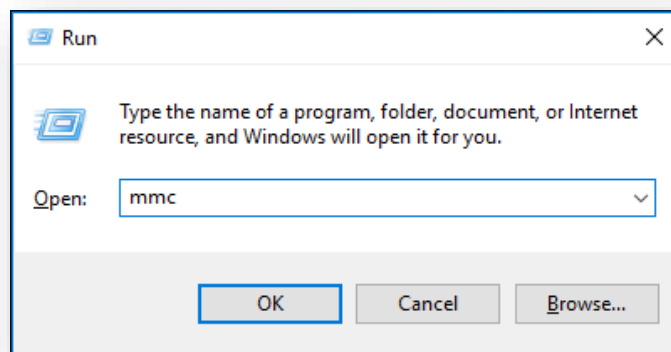 Run
Type the name of a program, folder, document, or Internet
resource, and Windows will open it for you.
Open: mmc
OK Cancel Browse...